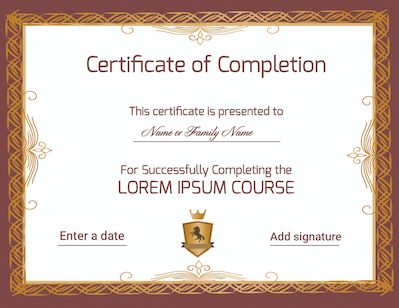 Certificate of Completion
This certificate is presented to
Name or Family Name
For Successfully Completing the
LOREM IPSUM COURSE
Enter a date
Add signature